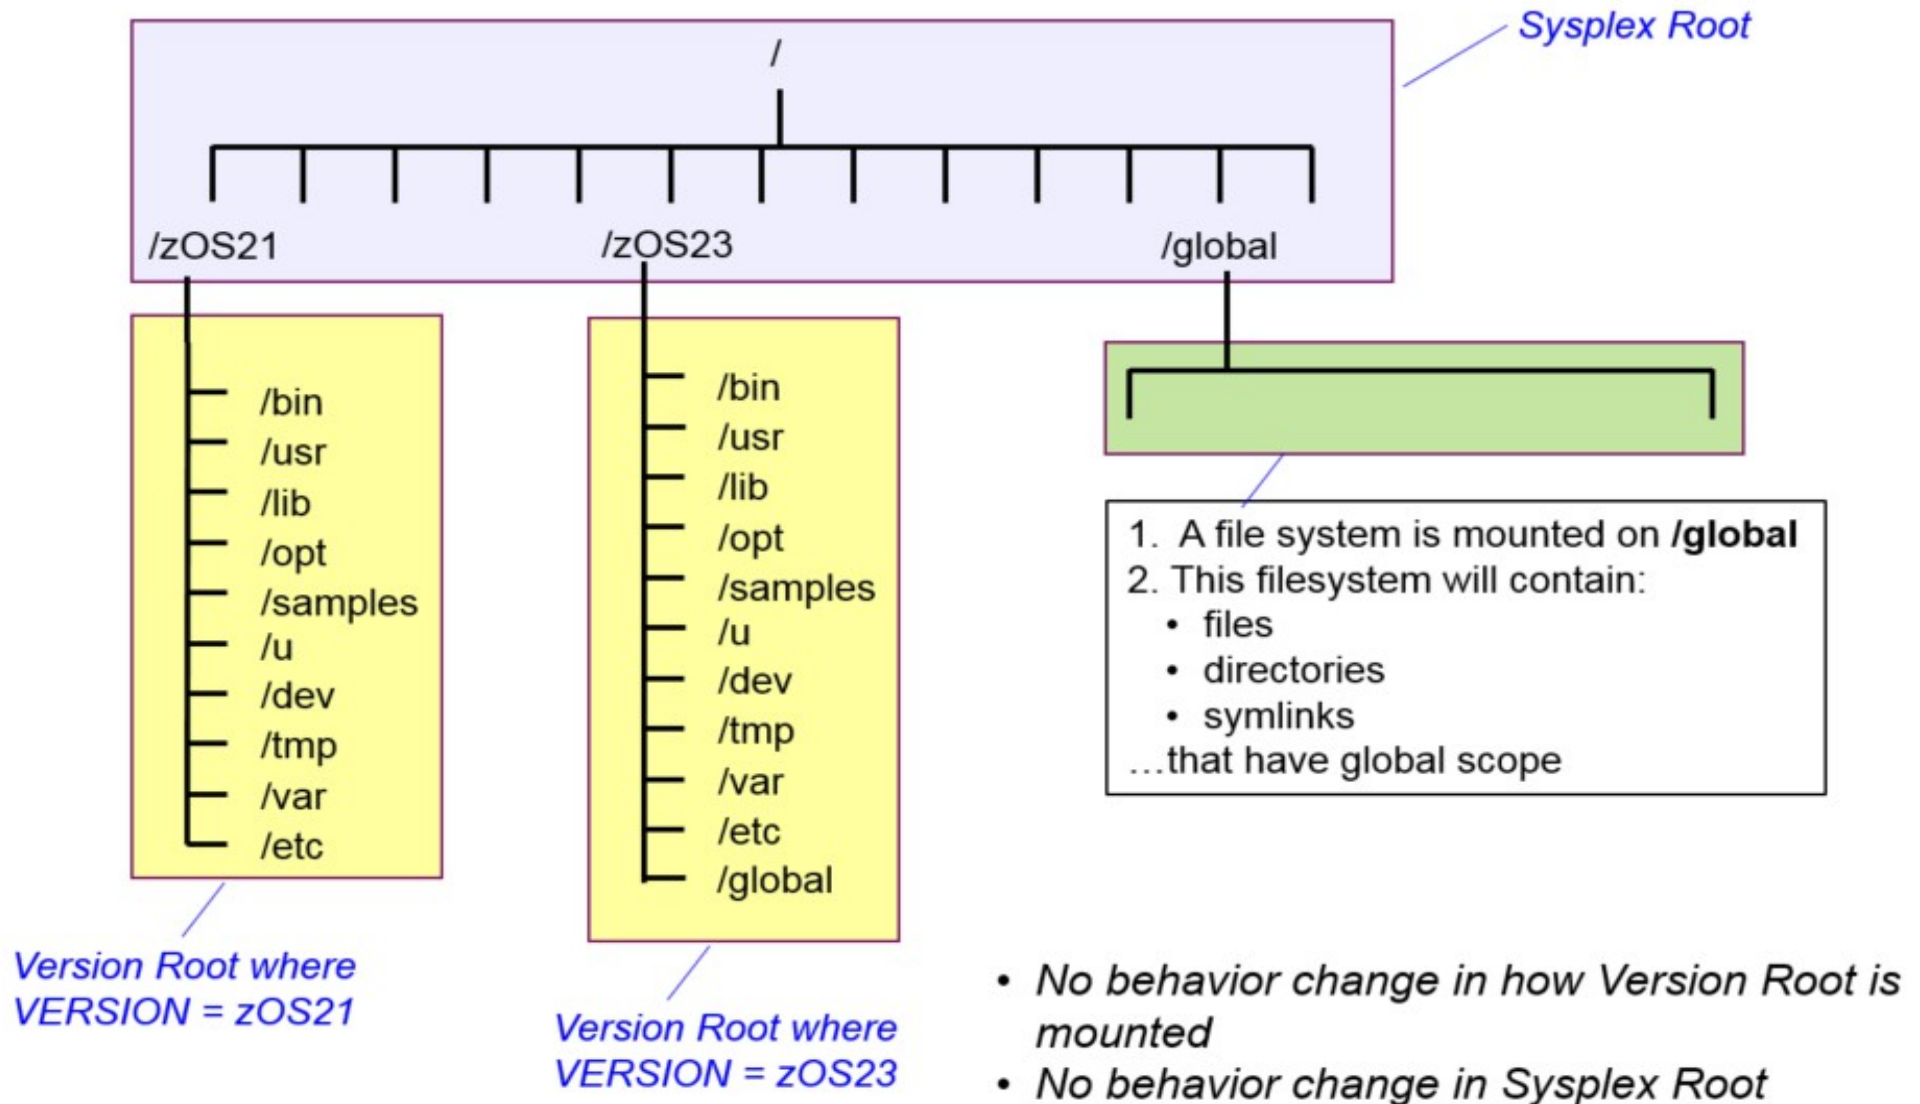 Sysplex Root
/
/zOS21
/zOS23
/global
/bin
/usr
/lib
/opt
/samples
/u
/dev
/tmp
/var
/etc
Version Root where
VERSION = zOS21
/bin
/usr
/lib
/opt
/samples
/u
/dev
/tmp
/var
/etc
/global
Version Root where
VERSION = zOS23
1. A file system is mounted on /global
2. This filesystem will contain:
• files
• directories
• symlinks
…that have global scope
• No behavior change in how Version Root is
mounted
• No behavior change in Sysplex Root